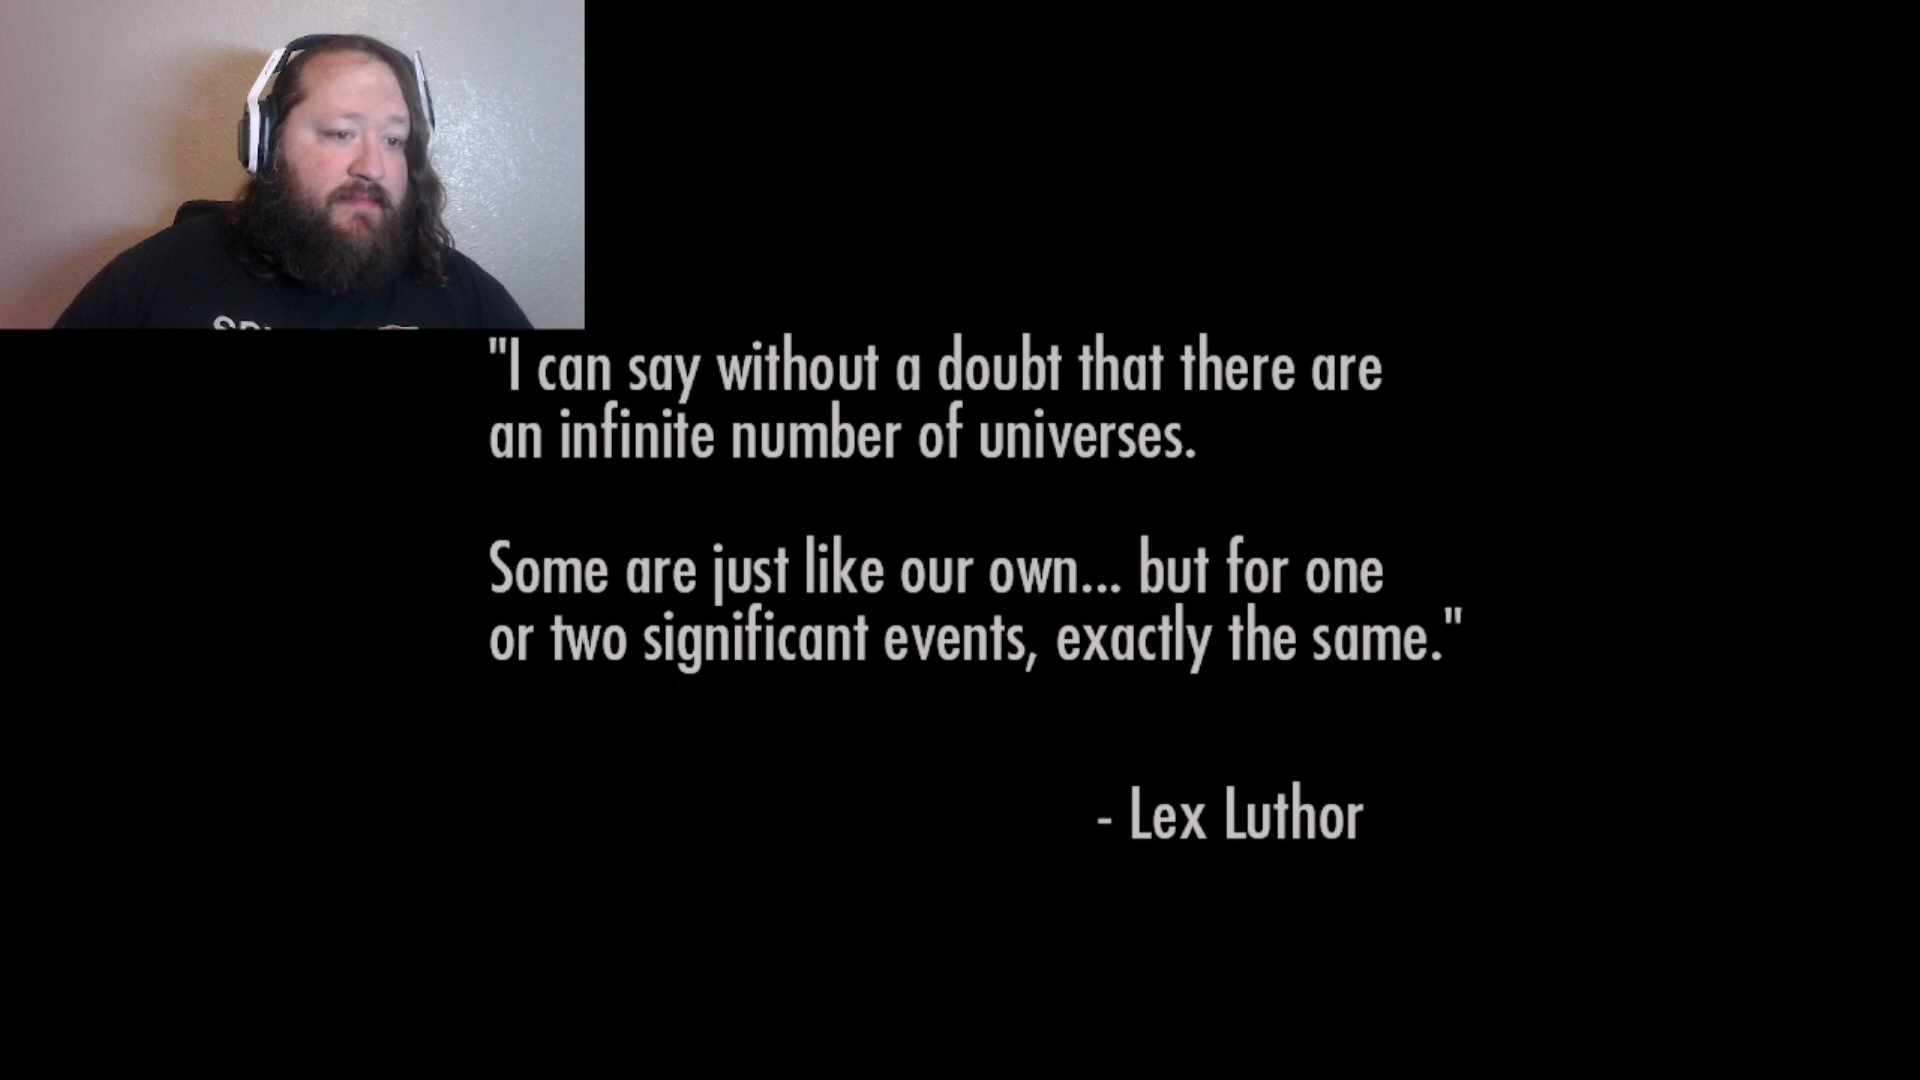 "I can say without a doubt that there are
an infinite number of universes.
Some are just like our own... but for one
or two significant events, exactly the same."
- Lex Luthor